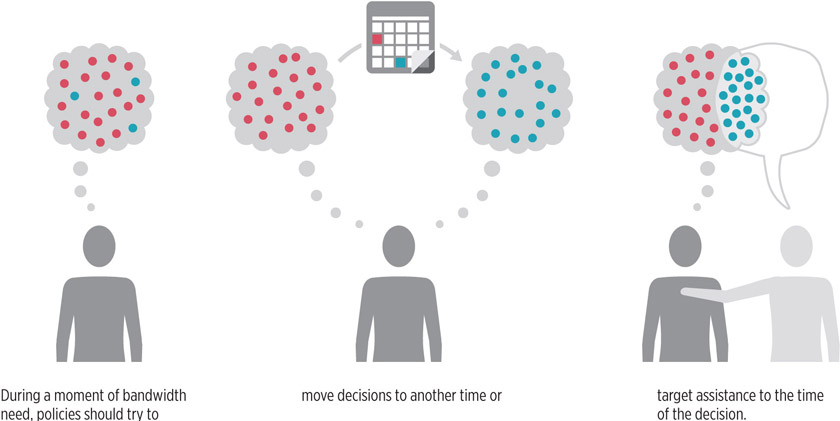 During a moment of bandwidth
need, policies should try to
move decisions to another time or
target assistance to the time
of the decision.